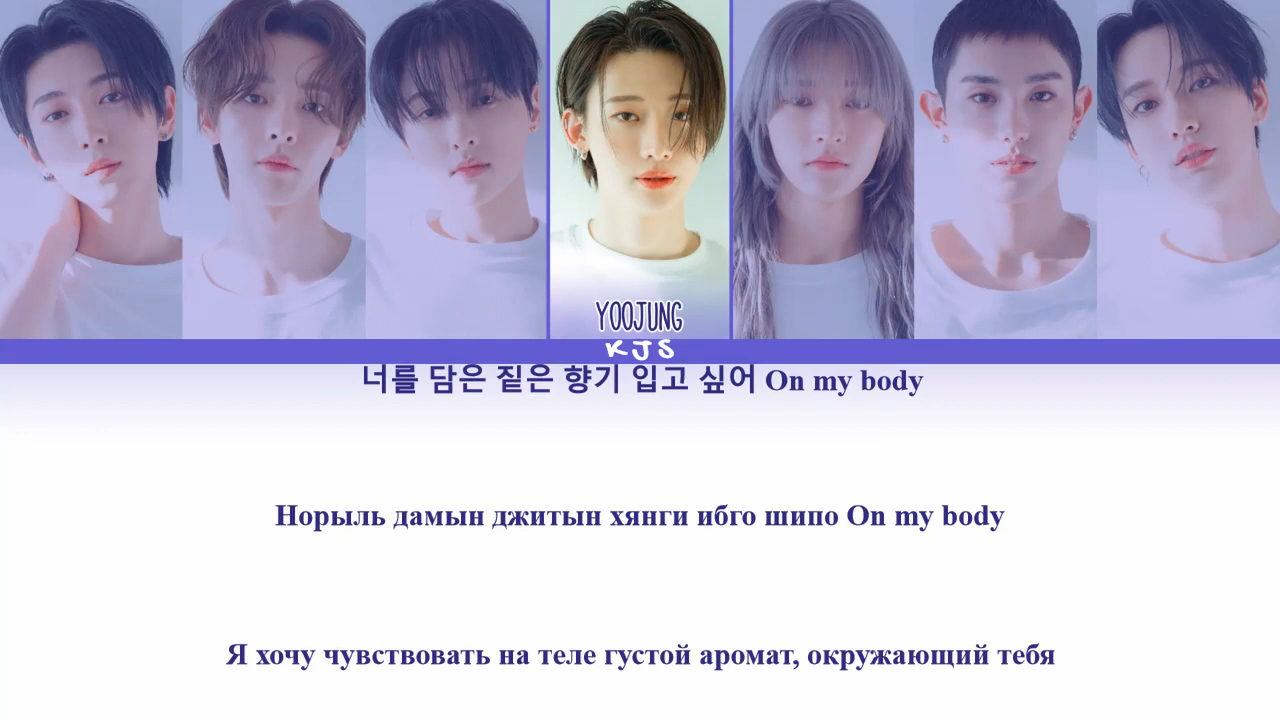 YOOJUNG
KJS
너를 담은 짙은 향기 입고 싶어 On my body
Норыль дамын джитын хянги ибго шипо On my body
Я хочу чувствовать на теле густой аромат, окружающий тебя